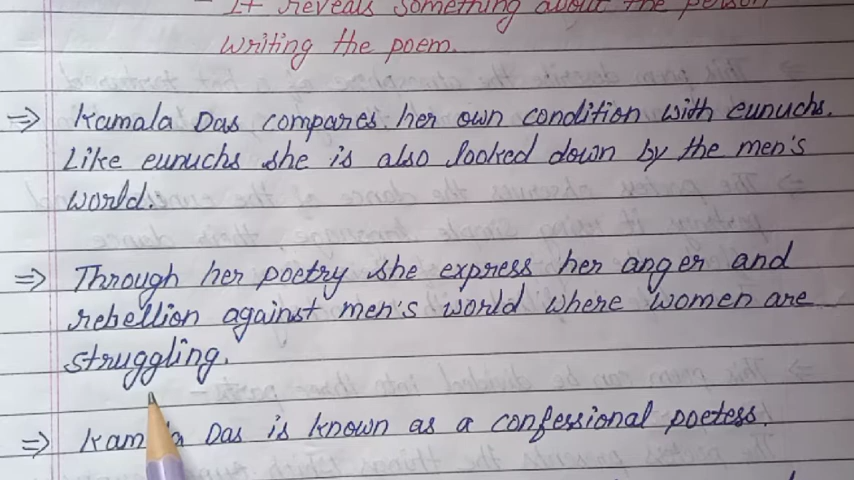 - It reveals something about the person
writing the poem.
⇒ Kamala Das compares her own condition with eunuchs.
Like eunuchs she is also looked down by the men's
world.
⇒ Through her poetry she express her anger and
rebellion against men's world where women are
struggling.
⇒ Kamala Das is known as a confessional poetess.